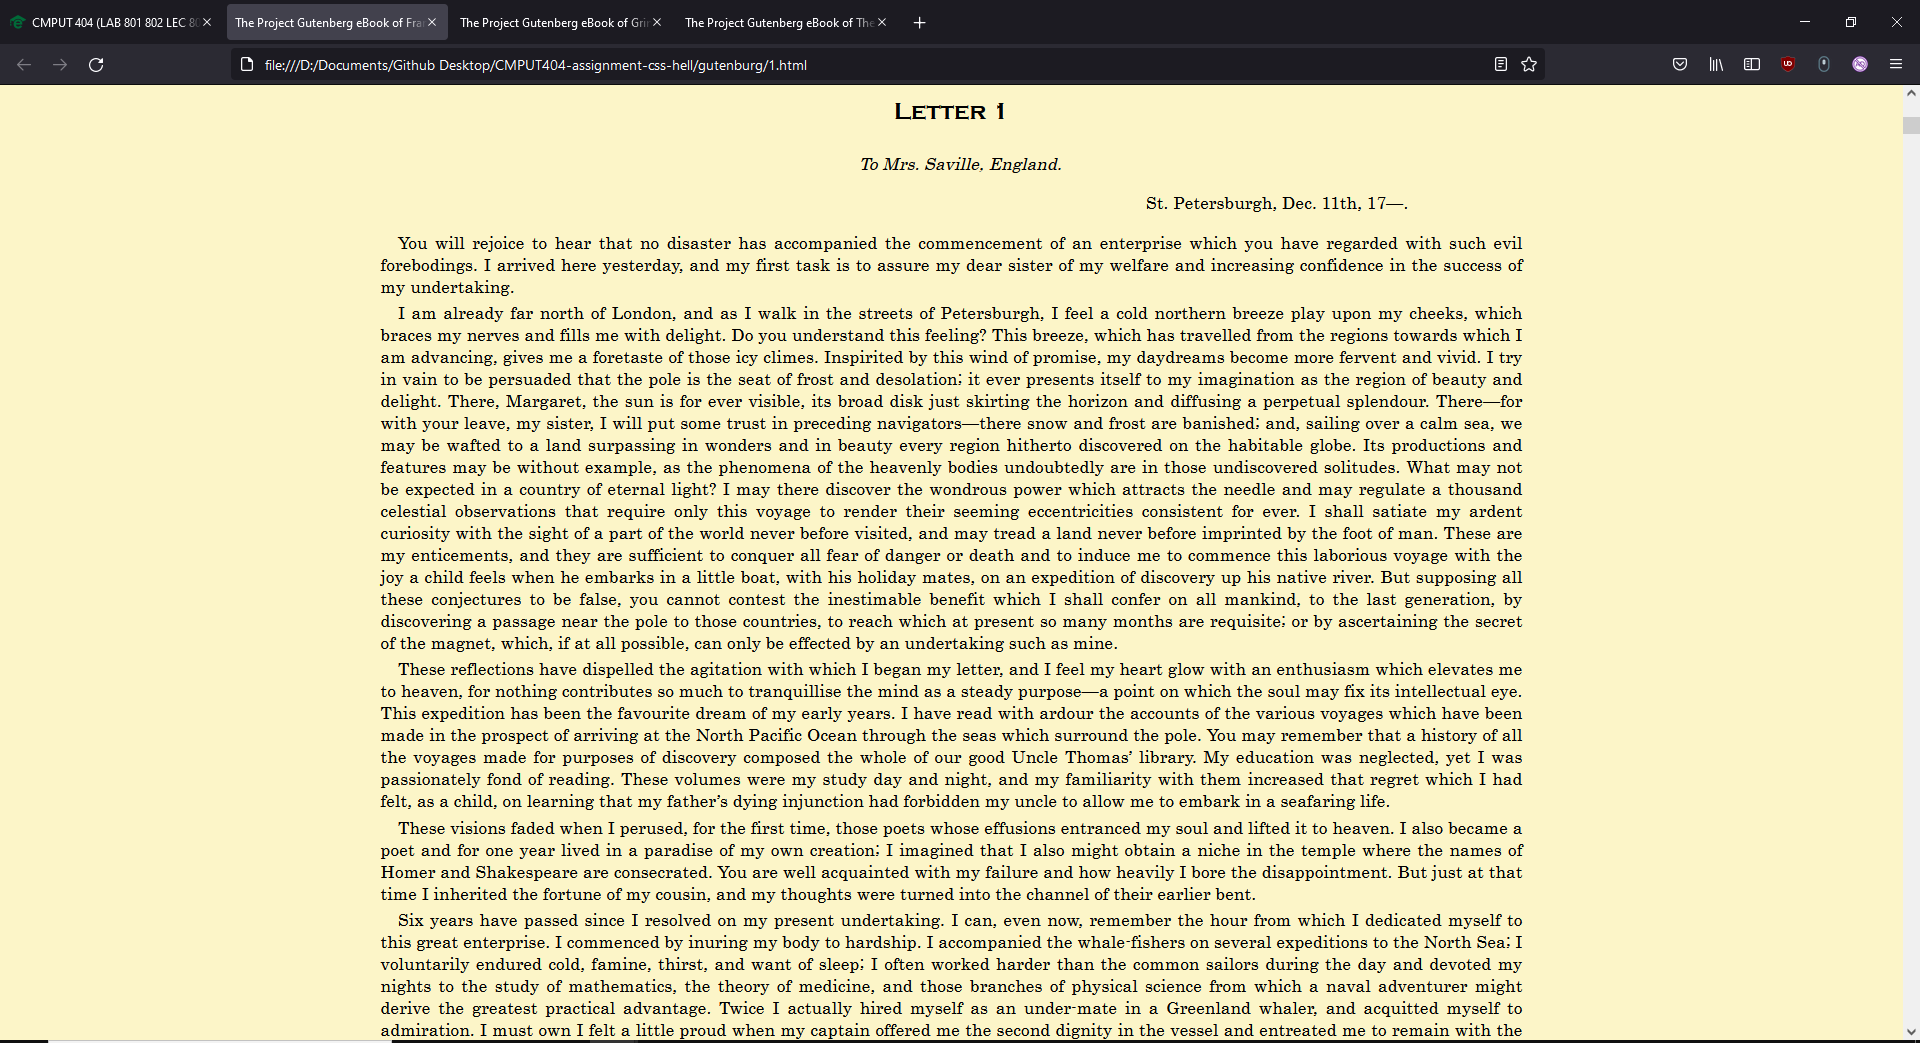 CMPUT 404 (LAB 801 802 LEC 80
The Project Gutenberg eBook of Fra
The Project Gutenberg eBook of Gri
The Project Gutenberg eBook of The
file:///D:/Documents/Github Desktop/CMPUT404-assignment-css-hell/gutenburg/1.html
Letter 1
To Mrs. Saville, England.
St. Petersburgh, Dec. 11th, 17—.
You will rejoice to hear that no disaster has accompanied the commencement of an enterprise which you have regarded with such evil
forebodings. I arrived here yesterday, and my first task is to assure my dear sister of my welfare and increasing confidence in the success of
my undertaking.
I am already far north of London, and as I walk in the streets of Petersburgh, I feel a cold northern breeze play upon my cheeks, which
braces my nerves and fills me with delight. Do you understand this feeling? This breeze, which has travelled from the regions towards which I
am advancing, gives me a foretaste of those icy climes. Inspirited by this wind of promise, my daydreams become more fervent and vivid. I try
in vain to be persuaded that the pole is the seat of frost and desolation; it ever presents itself to my imagination as the region of beauty and
delight. There, Margaret, the sun is for ever visible, its broad disk just skirting the horizon and diffusing a perpetual splendour. There—for
with your leave, my sister, I will put some trust in preceding navigators—there snow and frost are banished; and, sailing over a calm sea, we
may be wafted to a land surpassing in wonders and in beauty every region hitherto discovered on the habitable globe. Its productions and
features may be without example, as the phenomena of the heavenly bodies undoubtedly are in those undiscovered solitudes. What may not
be expected in a country of eternal light? I may there discover the wondrous power which attracts the needle and may regulate a thousand
celestial observations that require only this voyage to render their seeming eccentricities consistent for ever. I shall satiate my ardent
curiosity with the sight of a part of the world never before visited, and may tread a land never before imprinted by the foot of man. These are
my enticements, and they are sufficient to conquer all fear of danger or death and to induce me to commence this laborious voyage with the
joy a child feels when he embarks in a little boat, with his holiday mates, on an expedition of discovery up his native river. But supposing all
these conjectures to be false, you cannot contest the inestimable benefit which I shall confer on all mankind, to the last generation, by
discovering a passage near the pole to those countries, to reach which at present so many months are requisite; or by ascertaining the secret
of the magnet, which, if at all possible, can only be effected by an undertaking such as mine.
These reflections have dispelled the agitation with which I began my letter, and I feel my heart glow with an enthusiasm which elevates me
to heaven, for nothing contributes so much to tranquillise the mind as a steady purpose—a point on which the soul may fix its intellectual eye.
This expedition has been the favourite dream of my early years. I have read with ardour the accounts of the various voyages which have been
made in the prospect of arriving at the North Pacific Ocean through the seas which surround the pole. You may remember that a history of all
the voyages made for purposes of discovery composed the whole of our good Uncle Thomas’ library. My education was neglected, yet I was
passionately fond of reading. These volumes were my study day and night, and my familiarity with them increased that regret which I had
felt, as a child, on learning that my father’s dying injunction had forbidden my uncle to allow me to embark in a seafaring life.
These visions faded when I perused, for the first time, those poets whose effusions entranced my soul and lifted it to heaven. I also became a
poet and for one year lived in a paradise of my own creation; I imagined that I also might obtain a niche in the temple where the names of
Homer and Shakespeare are consecrated. You are well acquainted with my failure and how heavily I bore the disappointment. But just at that
time I inherited the fortune of my cousin, and my thoughts were turned into the channel of their earlier bent.
Six years have passed since I resolved on my present undertaking. I can, even now, remember the hour from which I dedicated myself to
this great enterprise. I commenced by inuring my body to hardship. I accompanied the whale-fishers on several expeditions to the North Sea; I
voluntarily endured cold, famine, thirst, and want of sleep; I often worked harder than the common sailors during the day and devoted my
nights to the study of mathematics, the theory of medicine, and those branches of physical science from which a naval adventurer might
derive the greatest practical advantage. Twice I actually hired myself as an under-mate in a Greenland whaler, and acquitted myself to
admiration. I must own I felt a little proud when my captain offered me the second dignity in the vessel and entreated me to remain with the